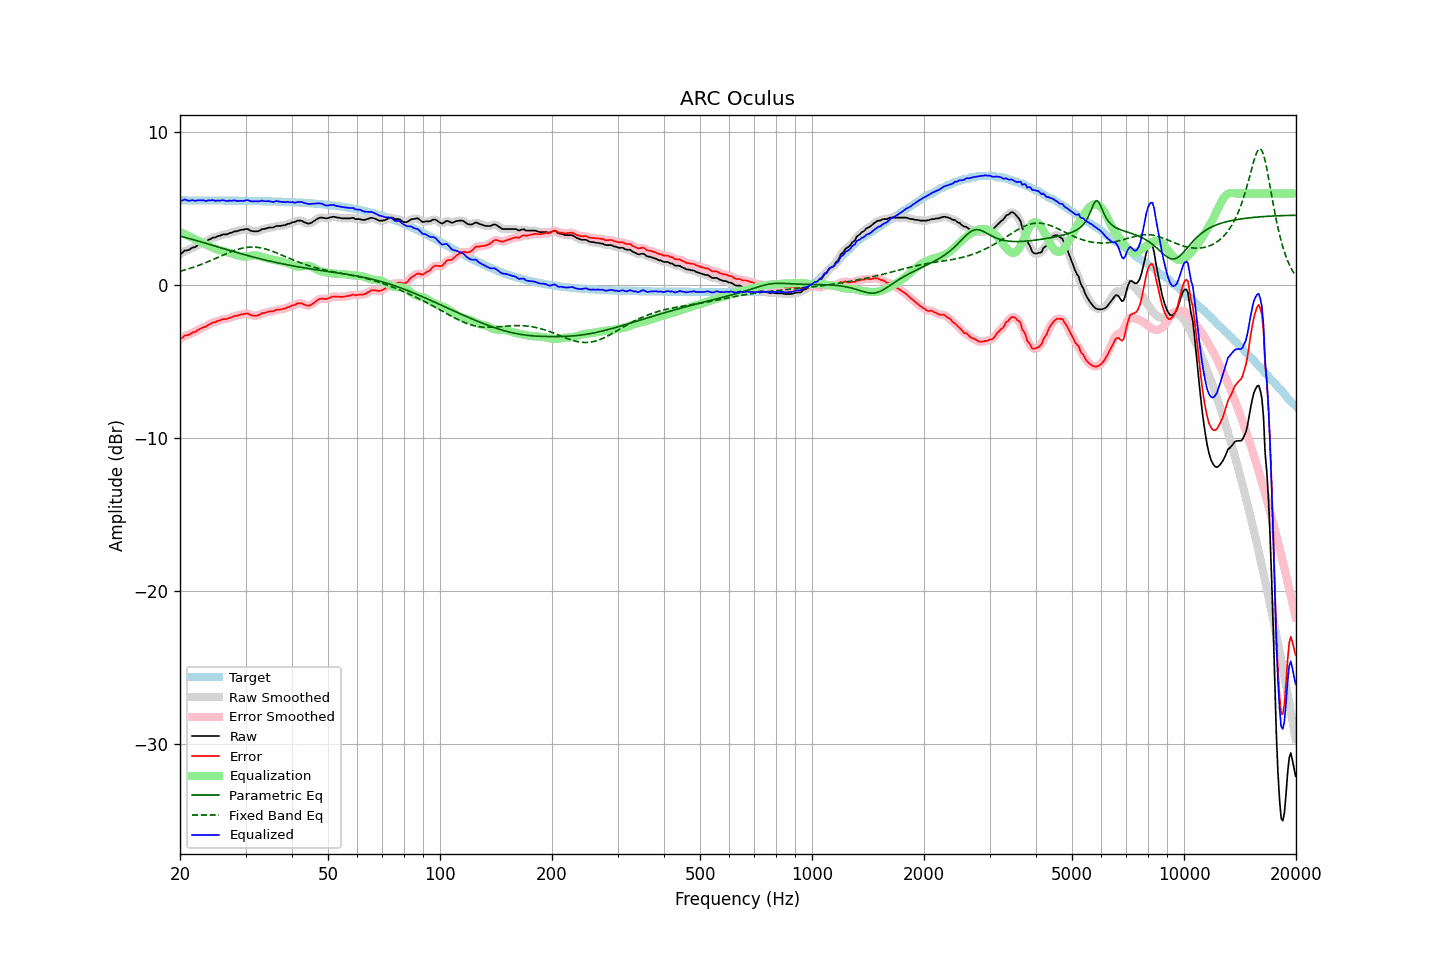 ARC Oculus
Amplitude (dBr)
10
0
−10
−20
−30
Target
Raw Smoothed
Error Smoothed
Raw
Error
Equalization
Parametric Eq
Fixed Band Eq
Equalized
20 50 100 200 500 1000 2000 5000 10000 20000
Frequency (Hz)